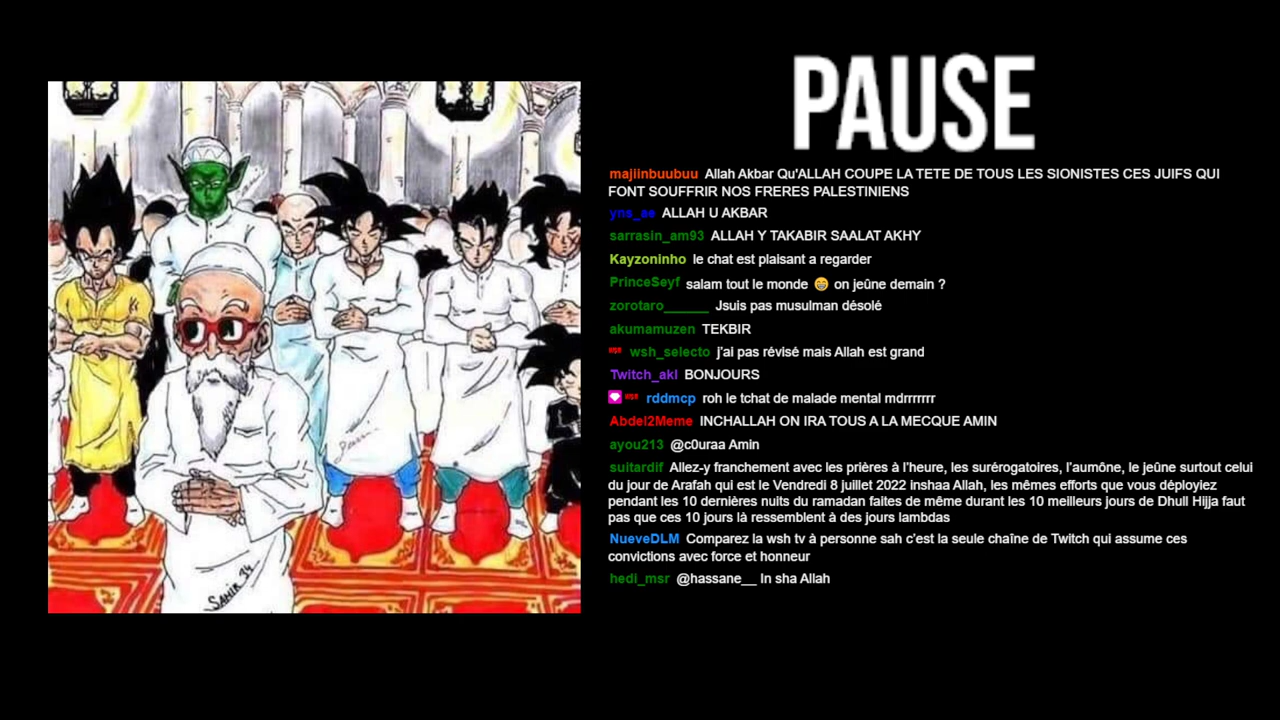 PAUSE
majiinbuubuu Allah Akbar Qu'ALLAH COUPE LA TETE DE TOUS LES SIONISTES CES JUIFS QUI
FONT SOUFFRIR NOS FRERES PALESTINIENS
yns_ae ALLAH U AKBAR
sarrasin_am93 ALLAH Y TAKABIR SAALAT AKHY
Kayzoninho le chat est plaisant a regarder
PrinceSeyf salam tout le monde 😁 on jeûne demain ?
zorotaro______ Jsuis pas musulman désolé
akumamuzen TEKBIR
wsh_selecto j'ai pas révisé mais Allah est grand
Twitch_akl BONJOURS
rddmcp roh le tchat de malade mental mdrrrrrrr
Abdel2Meme INCHALLAH ON IRA TOUS A LA MECQUE AMIN
ayou213 @c0uraa Amin
suitardif Allez-y franchement avec les prières à l'heure, les surérogatoires, l'aumône, le jeûne surtout celui
du jour de Arafah qui est le Vendredi 8 juillet 2022 inshaa Allah, les mêmes efforts que vous déployiez
pendant les 10 dernières nuits du ramadan faites de même durant les 10 meilleurs jours de Dhull Hijja faut
pas que ces 10 jours là ressemblent à des jours lambdas
NueveDLM Comparez la wsh tv à personne sah c'est la seule chaîne de Twitch qui assume ces
convictions avec force et honneur
hedi_msr @hassane__ In sha Allah
SAMIR 34